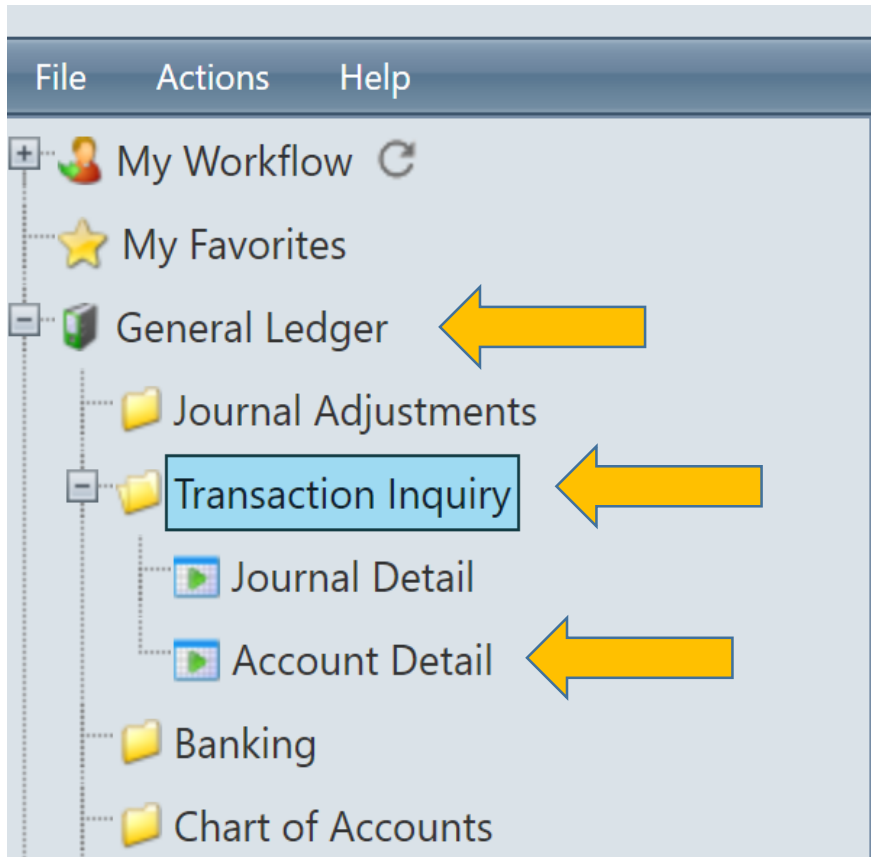 File Actions Help
My Workflow
My Favorites
General Ledger
Journal Adjustments
Transaction Inquiry
Journal Detail
Account Detail
Banking
Chart of Accounts